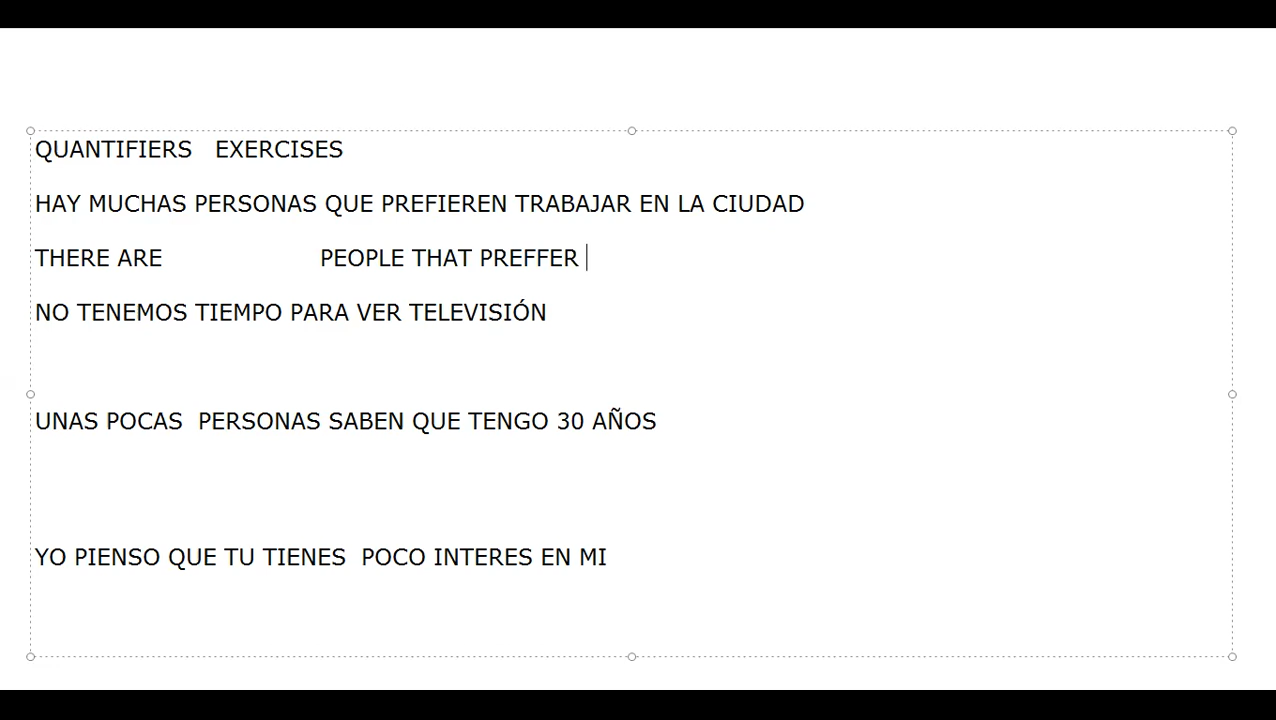 QUANTIFIERS EXERCISES
HAY MUCHAS PERSONAS QUE PREFIEREN TRABAJAR EN LA CIUDAD
THERE ARE PEOPLE THAT PREFFER
NO TENEMOS TIEMPO PARA VER TELEVISIÓN
UNAS POCAS PERSONAS SABEN QUE TENGO 30 AÑOS
YO PIENSO QUE TU TIENES POCO INTERES EN MI